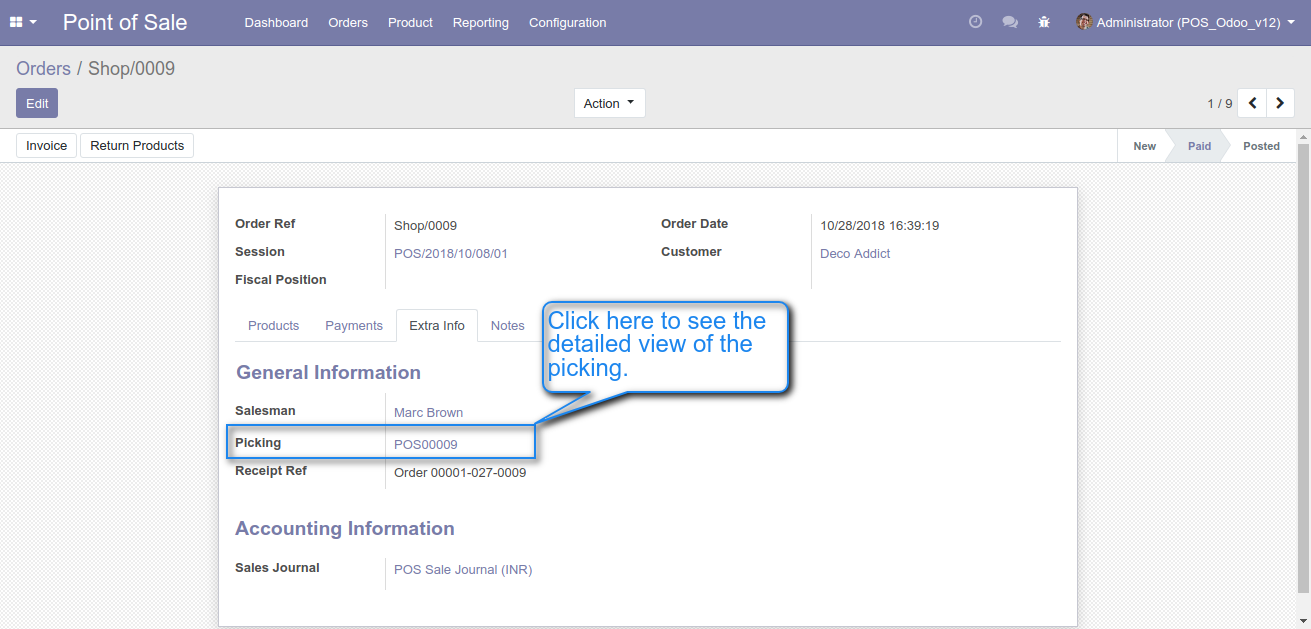 Point of Sale Dashboard Orders Product Reporting Configuration Administrator (POS_Odoo_v12)
Orders / Shop/0009
Edit Action 1 / 9
Invoice Return Products New Paid Posted
Order Ref Shop/0009 Order Date 10/28/2018 16:39:19
Session POS/2018/10/08/01 Customer Deco Addict
Fiscal Position
Products Payments Extra Info Notes
Click here to see the
detailed view of the
picking.
General Information
Salesman Marc Brown
Picking POS00009
Receipt Ref Order 00001-027-0009
Accounting Information
Sales Journal POS Sale Journal (INR)